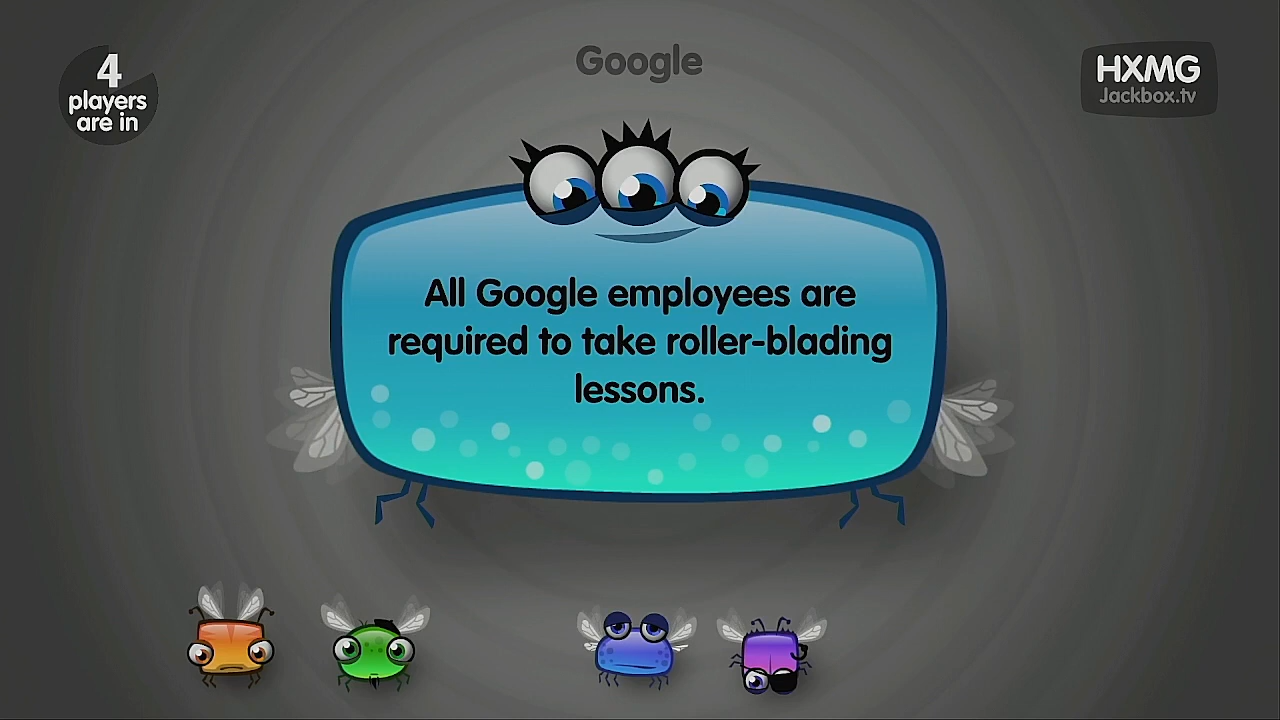 Google
4
players
are in
HXMG
Jackbox.tv
All Google employees are
required to take roller-blading
lessons.